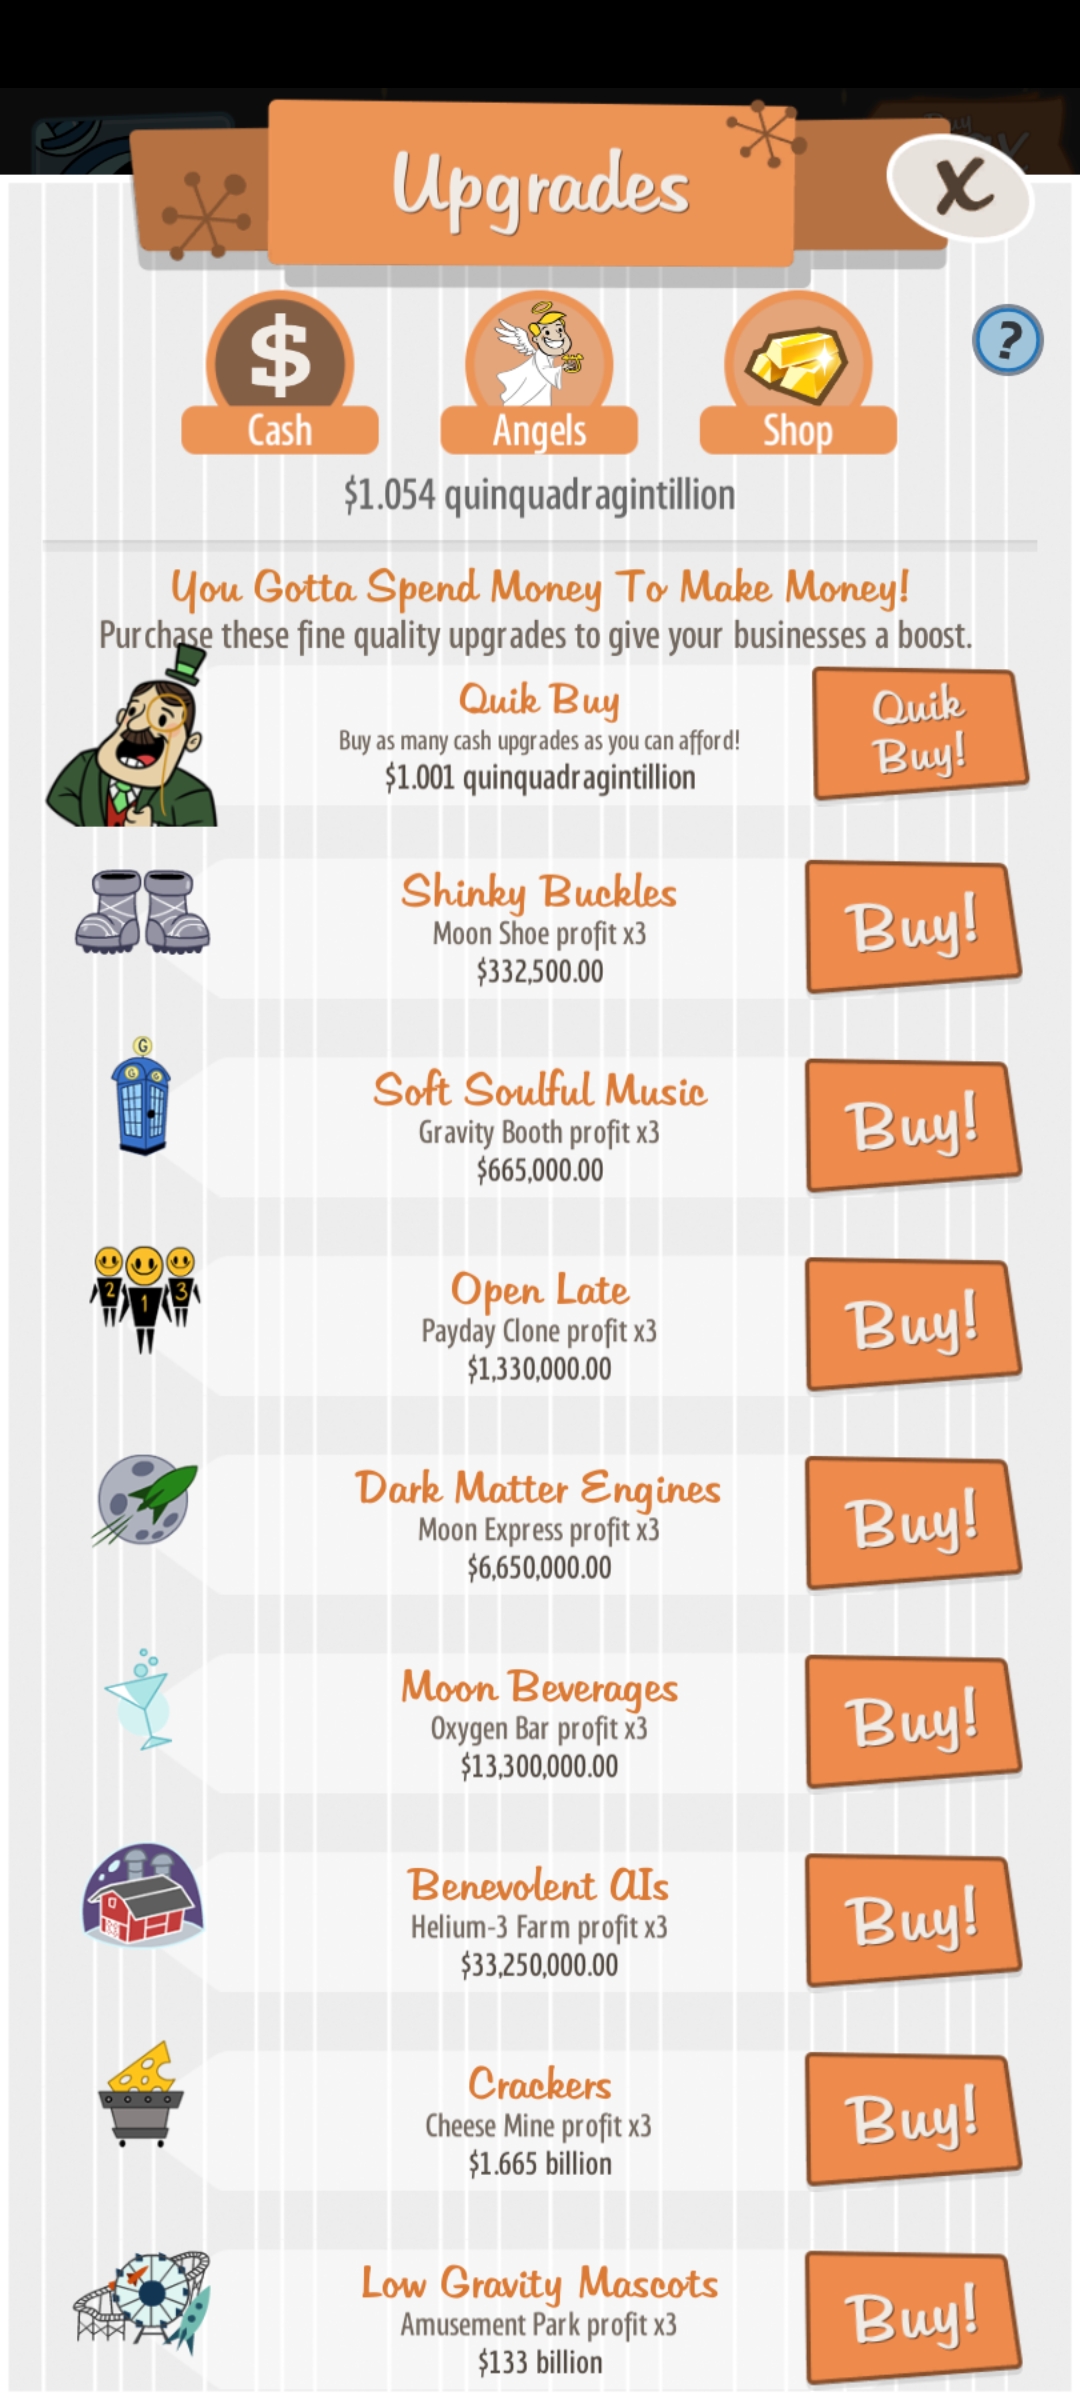 Upgrades
X
$
Cash
Angels
Shop
?
$1.054 quinquadragintillion
You Gotta Spend Money To Make Money!
Purchase these fine quality upgrades to give your businesses a boost.
Quik Buy
Buy as many cash upgrades as you can afford!
$1.001 quinquadragintillion
Quik
Buy!
Shinky Buckles
Moon Shoe profit x3
$332,500.00
Buy!
G
G G
Soft Soulful Music
Gravity Booth profit x3
$665,000.00
Buy!
2 1 3
Open Late
Payday Clone profit x3
$1,330,000.00
Buy!
Dark Matter Engines
Moon Express profit x3
$6,650,000.00
Buy!
Moon Beverages
Oxygen Bar profit x3
$13,300,000.00
Buy!
Benevolent AIs
Helium-3 Farm profit x3
$33,250,000.00
Buy!
Crackers
Cheese Mine profit x3
$1.665 billion
Buy!
Low Gravity Mascots
Amusement Park profit x3
$133 billion
Buy!